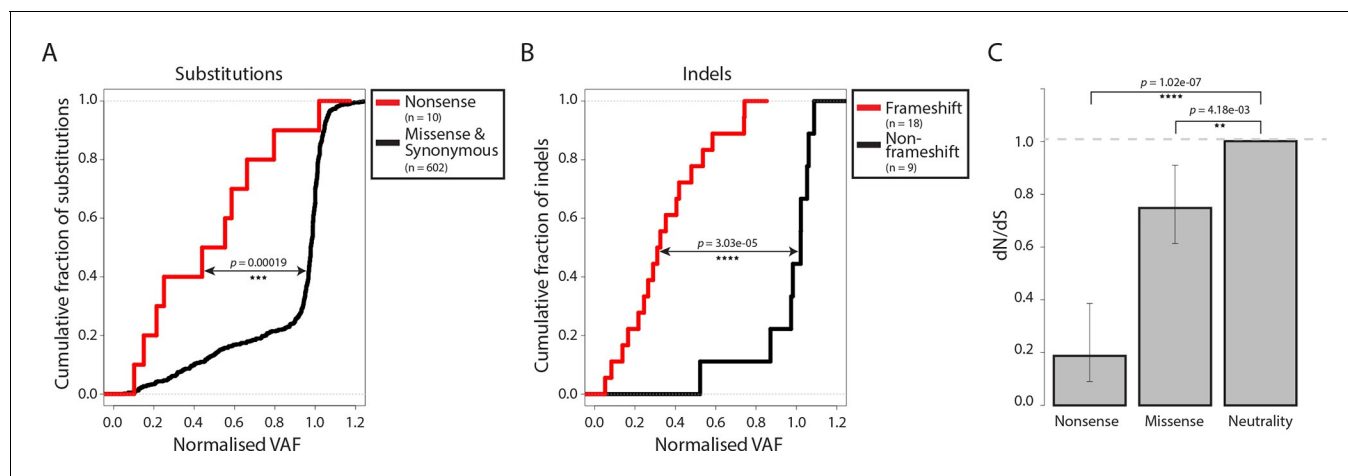 A
Substitutions
Cumulative fraction of substitutions
1.0
0.8
0.6
0.4
0.2
0.0
0.0 0.2 0.4 0.6 0.8 1.0 1.2
Normalised VAF
p = 0.00019
***
Nonsense
(n = 10)
Missense &
Synonymous
(n = 602)
B
Indels
Cumulative fraction of indels
1.0
0.8
0.6
0.4
0.2
0.0
0.0 0.2 0.4 0.6 0.8 1.0 1.2
Normalised VAF
p = 3.03e-05
****
Frameshift
(n = 18)
Non-
frameshift
(n = 9)
C
p = 1.02e-07
****
p = 4.18e-03
**
dN/dS
1.0
0.8
0.6
0.4
0.2
0.0
Nonsense Missense Neutrality